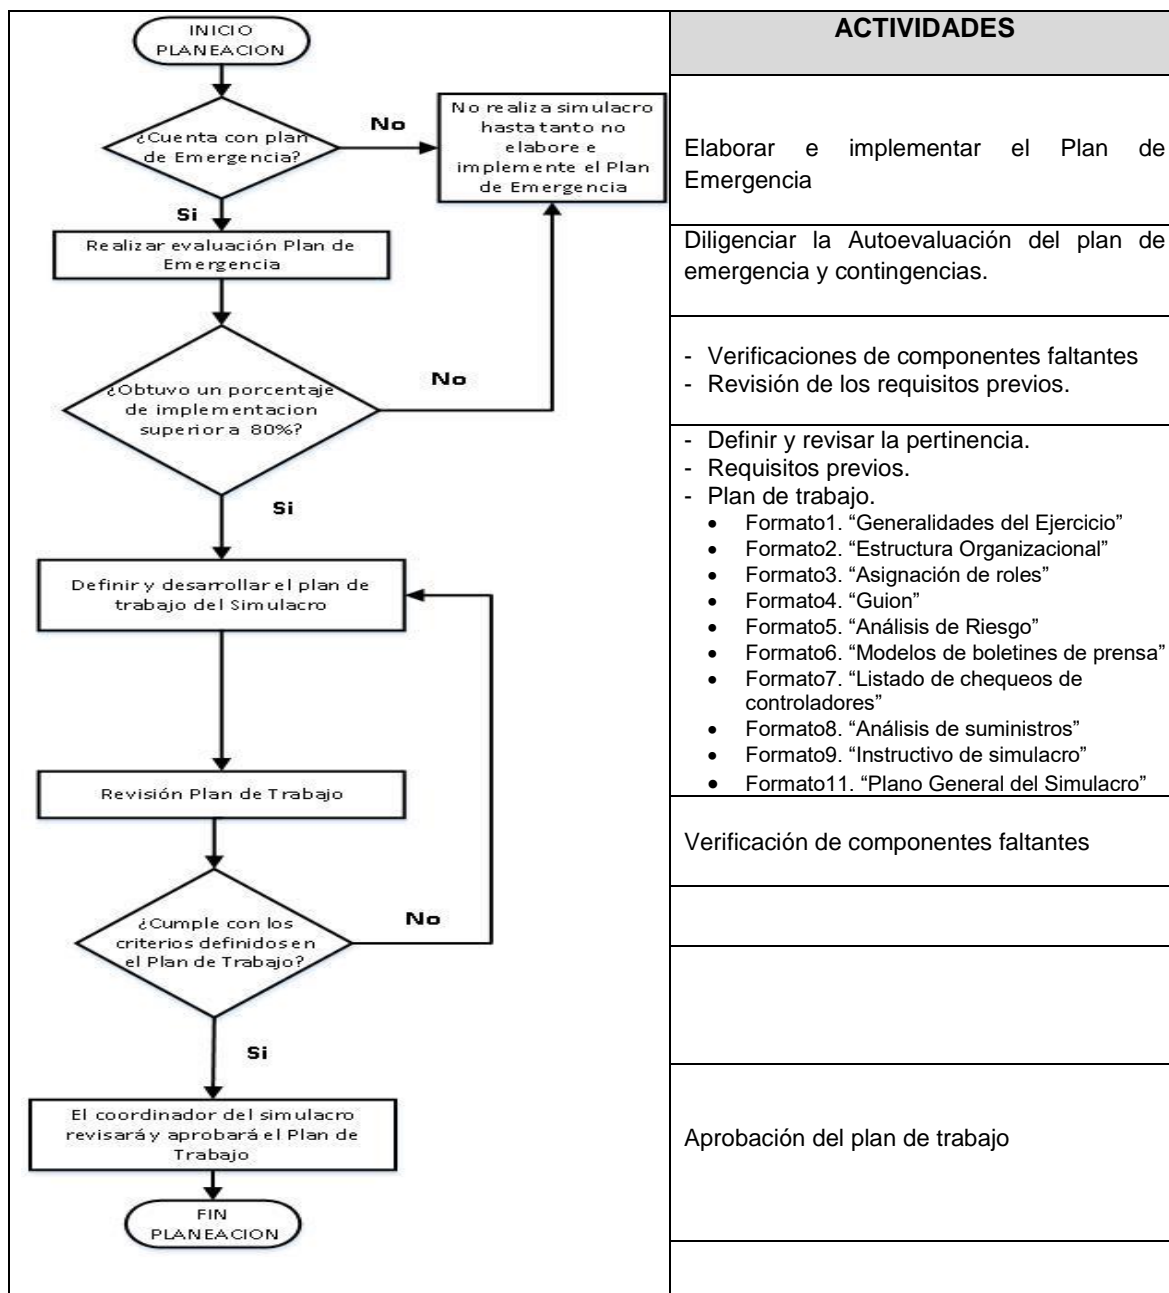 INICIO
PLANEACION
¿Cuenta con plan
de Emergencia?
No
No realiza simulacro
hasta tanto no
elabore e
implemente el Plan
de Emergencia
Si
Realizar evaluación Plan de
Emergencia
¿Obtuvo un porcentaje
de implementacion
superior a 80%?
No
Si
Definir y desarrollar el plan de
trabajo del Simulacro
Revisión Plan de Trabajo
¿Cumple con los
criterios definidos en
el Plan de Trabajo?
No
Si
El coordinador del simulacro
revisará y aprobará el Plan de
Trabajo
FIN
PLANEACION
ACTIVIDADES
Elaborar e implementar el Plan de
Emergencia
Diligenciar la Autoevaluación del plan de
emergencia y contingencias.
- Verificaciones de componentes faltantes
- Revisión de los requisitos previos.
- Definir y revisar la pertinencia.
- Requisitos previos.
- Plan de trabajo.
• Formato1. “Generalidades del Ejercicio”
• Formato2. “Estructura Organizacional”
• Formato3. “Asignación de roles”
• Formato4. “Guion”
• Formato5. “Análisis de Riesgo”
• Formato6. “Modelos de boletines de prensa”
• Formato7. “Listado de chequeos de
controladores”
• Formato8. “Análisis de suministros”
• Formato9. “Instructivo de simulacro”
• Formato11. “Plano General del Simulacro”
Verificación de componentes faltantes
Aprobación del plan de trabajo